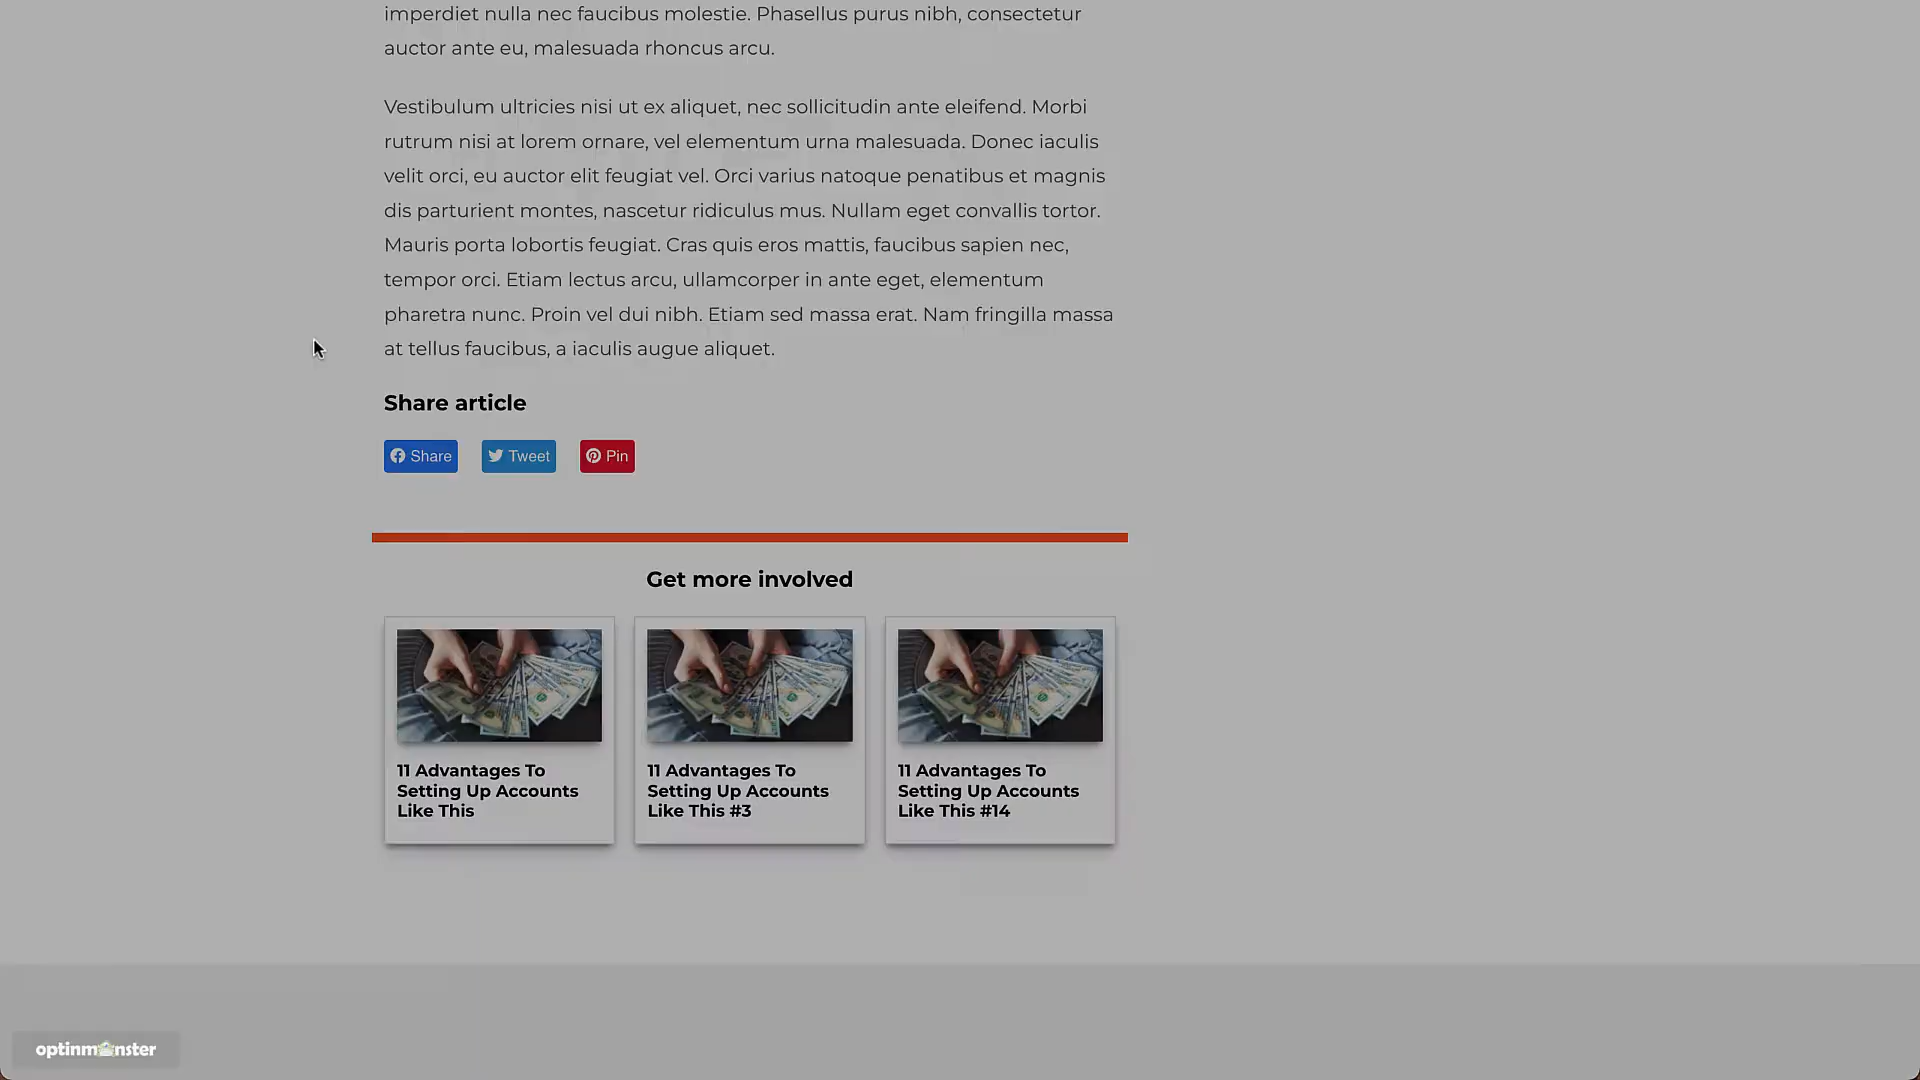 imperdiet nulla nec faucibus molestie. Phasellus purus nibh, consectetur
auctor ante eu, malesuada rhoncus arcu.
Vestibulum ultricies nisi ut ex aliquet, nec sollicitudin ante eleifend. Morbi
rutrum nisi at lorem ornare, vel elementum urna malesuada. Donec iaculis
velit orci, eu auctor elit feugiat vel. Orci varius natoque penatibus et magnis
dis parturient montes, nascetur ridiculus mus. Nullam eget convallis tortor.
Mauris porta lobortis feugiat. Cras quis eros mattis, faucibus sapien nec,
tempor orci. Etiam lectus arcu, ullamcorper in ante eget, elementum
pharetra nunc. Proin vel dui nibh. Etiam sed massa erat. Nam fringilla massa
at tellus faucibus, a iaculis augue aliquet.
Share article
Share
Tweet
Pin
Get more involved
11 Advantages To
Setting Up Accounts
Like This
11 Advantages To
Setting Up Accounts
Like This #3
11 Advantages To
Setting Up Accounts
Like This #14
optinmonster